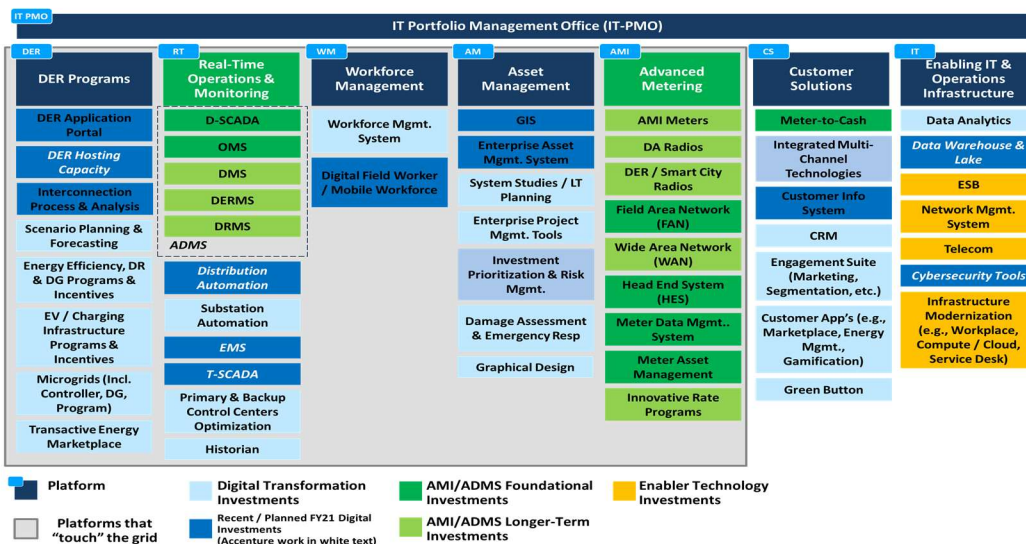 IT PMO
IT Portfolio Management Office (IT-PMO)
DER
DER Programs
DER Application
Portal
DER Hosting
Capacity
Interconnection
Process & Analysis
Scenario Planning &
Forecasting
Energy Efficiency, DR
& DG Programs &
Incentives
EV / Charging
Infrastructure
Programs &
Incentives
Microgrids (Incl.
Controller, DG,
Program)
Transactive Energy
Marketplace
RT
Real-Time
Operations &
Monitoring
D-SCADA
OMS
DMS
DERMS
DRMS
ADMS
Distribution
Automation
Substation
Automation
EMS
T-SCADA
Primary & Backup
Control Centers
Optimization
Historian
WM
Workforce
Management
Workforce Mgmt.
System
Digital Field Worker
/ Mobile Workforce
AM
Asset
Management
GIS
Enterprise Asset
Mgmt. System
System Studies / LT
Planning
Enterprise Project
Mgmt. Tools
Investment
Prioritization & Risk
Mgmt.
Damage Assessment
& Emergency Resp
Graphical Design
AMI
Advanced
Metering
AMI Meters
DA Radios
DER / Smart City
Radios
Field Area Network
(FAN)
Wide Area Network
(WAN)
Head End System
(HES)
Meter Data Mgmt..
System
Meter Asset
Management
Innovative Rate
Programs
CS
Customer
Solutions
Meter-to-Cash
Integrated Multi-
Channel
Technologies
Customer Info
System
CRM
Engagement Suite
(Marketing,
Segmentation, etc.)
Customer App's (e.g.,
Marketplace, Energy
Mgmt.,
Gamification)
Green Button
IT
Enabling IT &
Operations
Infrastructure
Data Analytics
Data Warehouse &
Lake
ESB
Network Mgmt.
System
Telecom
Cybersecurity Tools
Infrastructure
Modernization
(e.g., Workplace,
Compute / Cloud,
Service Desk)
Platform
Platforms that
"touch" the grid
Digital Transformation
Investments
Recent / Planned FY21 Digital
Investments
(Accenture work in white text)
AMI/ADMS Foundational
Investments
AMI/ADMS Longer-Term
Investments
Enabler Technology
Investments